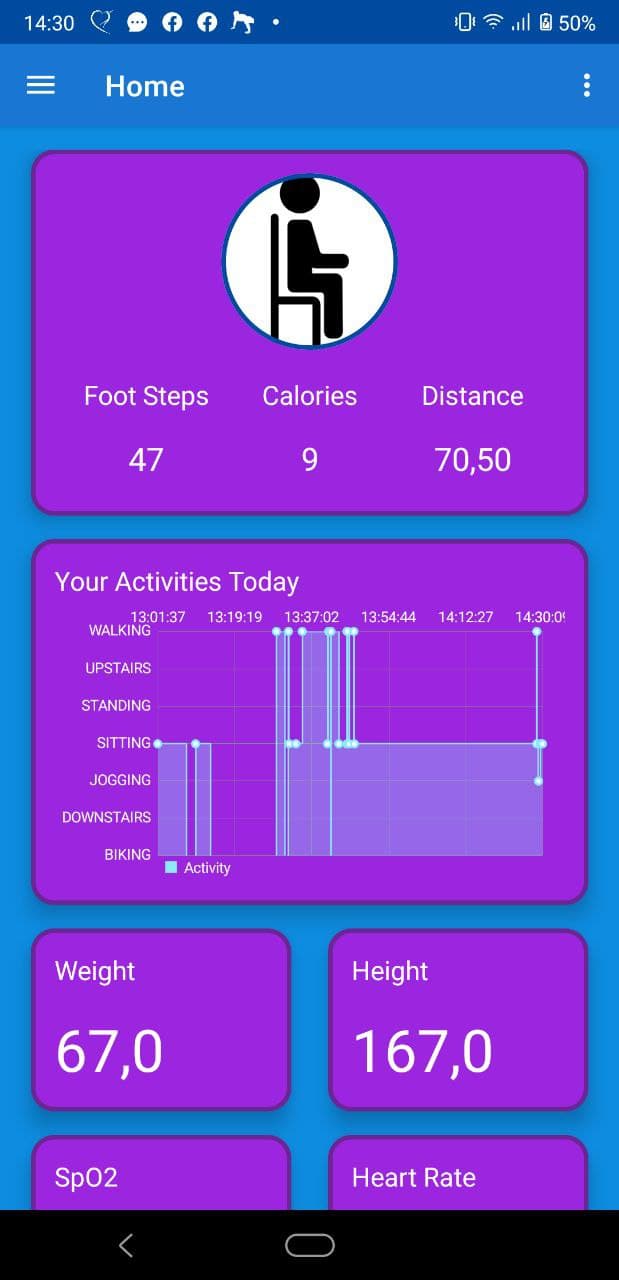 14:30 50%
Home
Foot Steps Calories Distance
47 9 70,50
Your Activities Today
13:01:37 13:19:19 13:37:02 13:54:44 14:12:27 14:30:09
WALKING
UPSTAIRS
STANDING
SITTING
JOGGING
DOWNSTAIRS
BIKING
Activity
Weight Height
67,0 167,0
SpO2 Heart Rate